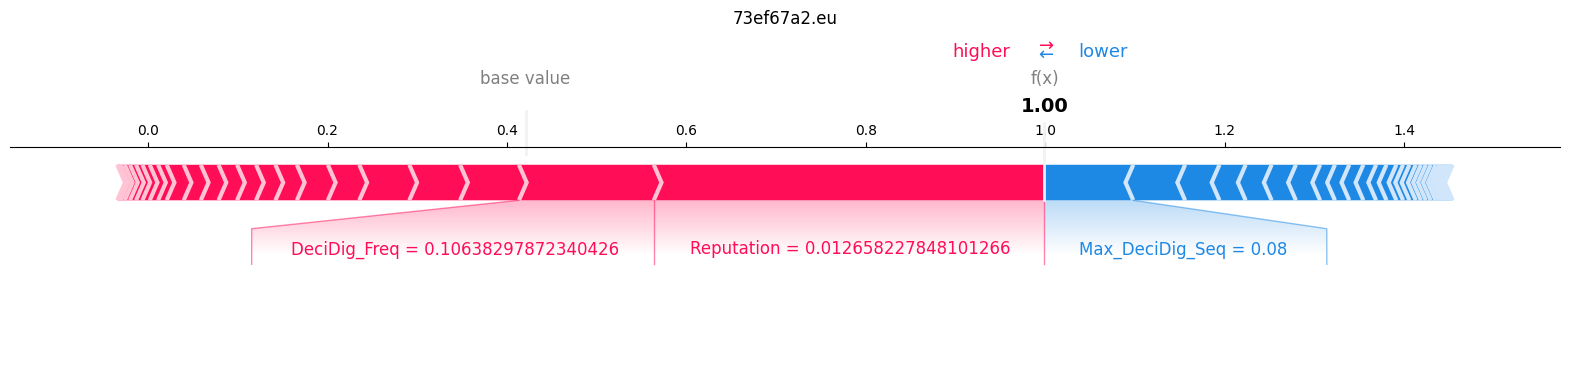 73ef67a2.eu
higher ⇄ lower
base value f(x)
1.00
0.0 0.2 0.4 0.6 0.8 1.0 1.2 1.4
DeciDig_Freq = 0.10638297872340426 Reputation = 0.012658227848101266 Max_DeciDig_Seq = 0.08